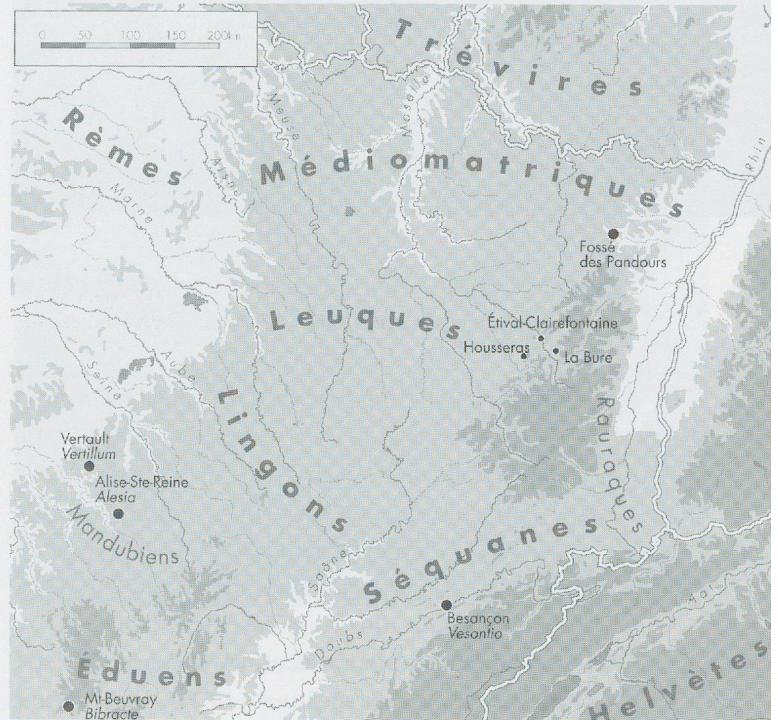 0 50 100 150 200km
Trévires
Rèmes
Meuse
Moselle
Rhin
Aisne
Médiomatriques
Marne
Fossé
des Pandours
Leuques
Étival-Clairefontaine
Housseras
La Bure
Aube
Seine
Lingons
Rauraques
Vertault
Vertillum
Alise-Ste-Reine
Alesia
Mandubiens
Séquanes
Saône
Besançon
Vesontio
Doubs
Aar
Éduens
Helvètes
Mt-Beuvray
Bibracte